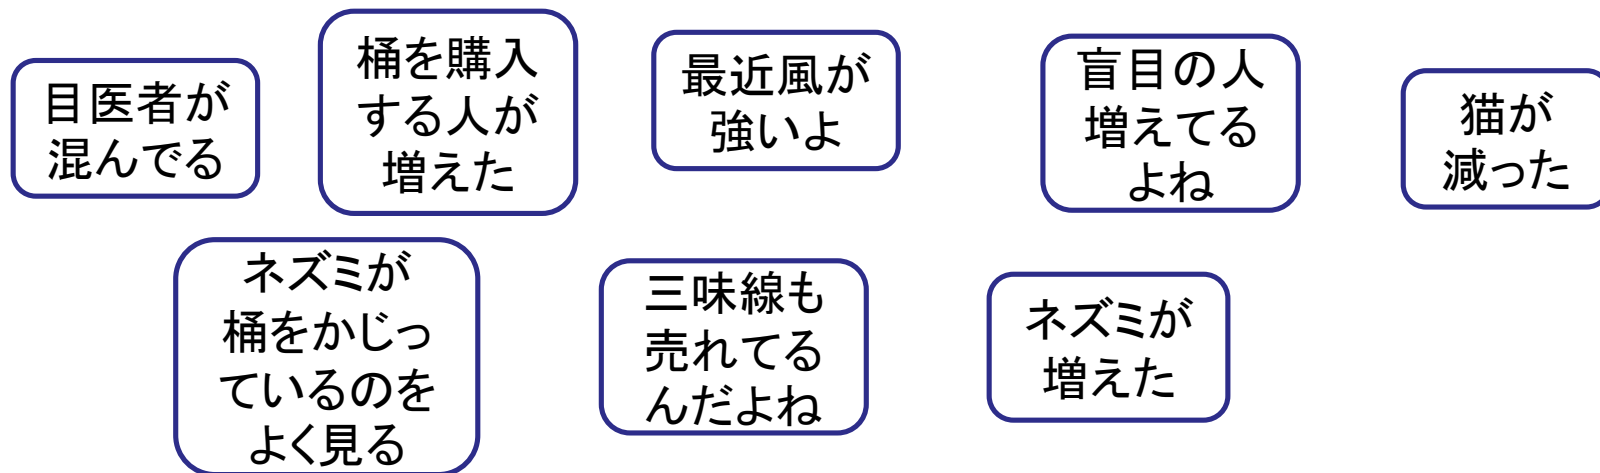 目医者が
混んでる
桶を購入
する人が
増えた
最近風が
強いよ
盲目の人
増えてる
よね
猫が
減った
ネズミが
桶をかじっ
ているのを
よく見る
三味線も
売れてる
んだよね
ネズミが
増えた